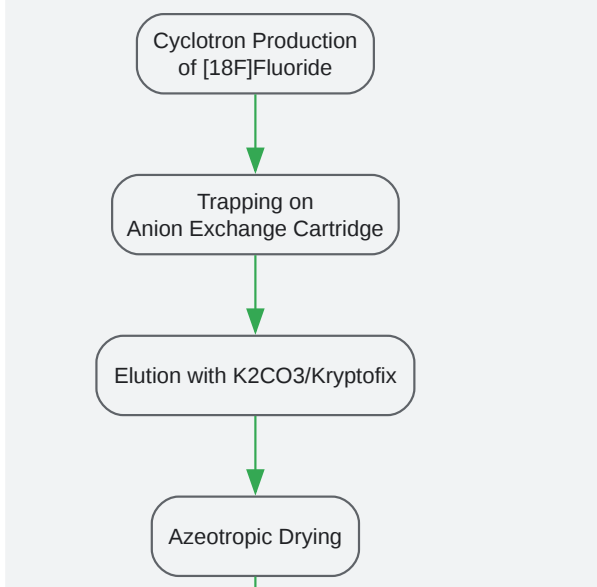 Cyclotron Production
of [18F]Fluoride
Trapping on
Anion Exchange Cartridge
Elution with K2CO3/Kryptofix
Azeotropic Drying